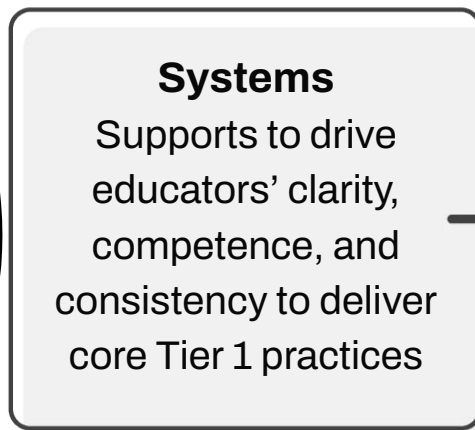 Systems
Supports to drive
educators’ clarity,
competence, and
consistency to deliver
core Tier 1 practices